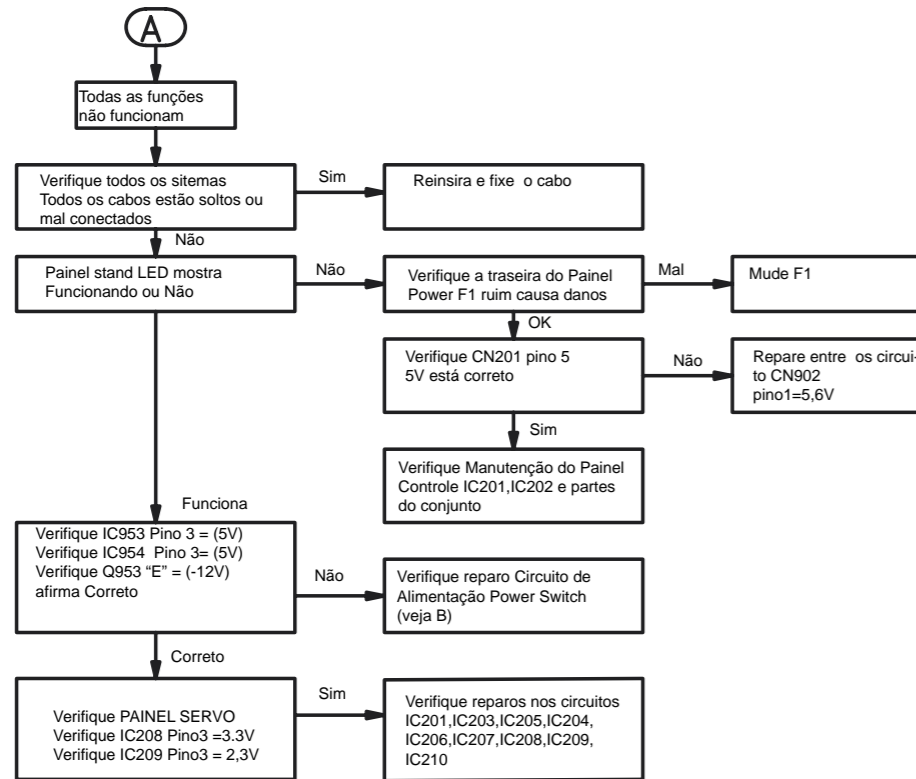 A
Todas as funções
não funcionam
Verifique todos os sitemas
Todos os cabos estão soltos ou
mal conectados
Sim
Reinsira e fixe o cabo
Não
Painel stand LED mostra
Funcionando ou Não
Não
Verifique a traseira do Painel
Power F1 ruim causa danos
Mal
Mude F1
OK
Verifique CN201 pino 5
5V está correto
Não
Repare entre os circui-
to CN902
pino1=5,6V
Sim
Verifique Manutenção do Painel
Controle IC201,IC202 e partes
do conjunto
Funciona
Verifique IC953 Pino 3 = (5V)
Verifique IC954 Pino 3= (5V)
Verifique Q953 “E” = (-12V)
afirma Correto
Não
Verifique reparo Circuito de
Alimentação Power Switch
(veja B)
Correto
Verifique PAINEL SERVO
Verifique IC208 Pino3 =3.3V
Verifique IC209 Pino3 = 2,3V
Sim
Verifique reparos nos circuitos
IC201,IC203,IC205,IC204,
IC206,IC207,IC208,IC209,
IC210